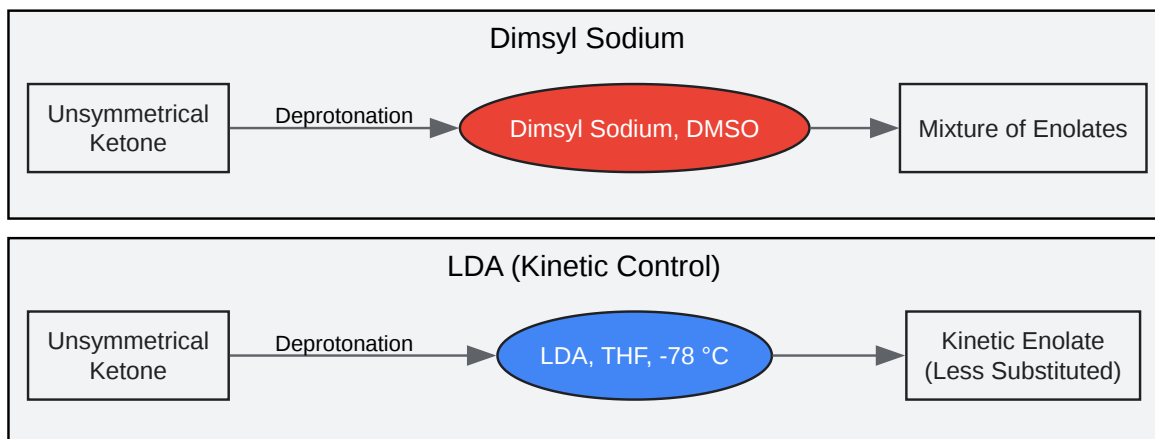 Dimsyl Sodium
Unsymmetrical
Ketone
Deprotonation
Dimsyl Sodium, DMSO
Mixture of Enolates
LDA (Kinetic Control)
Unsymmetrical
Ketone
Deprotonation
LDA, THF, -78 °C
Kinetic Enolate
(Less Substituted)